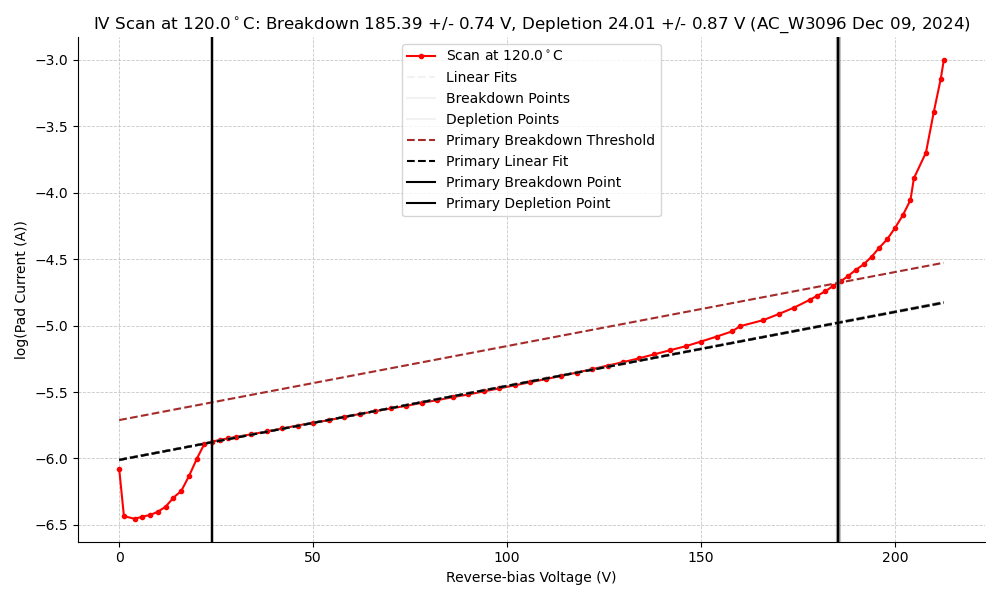 IV Scan at 120.0°C: Breakdown 185.39 +/- 0.74 V, Depletion 24.01 +/- 0.87 V (AC_W3096 Dec 09, 2024)
Scan at 120.0°C
Linear Fits
Breakdown Points
Depletion Points
Primary Breakdown Threshold
Primary Linear Fit
Primary Breakdown Point
Primary Depletion Point
log(Pad Current (A))
−3.0
−3.5
−4.0
−4.5
−5.0
−5.5
−6.0
−6.5
0
50
100
150
200
Reverse-bias Voltage (V)